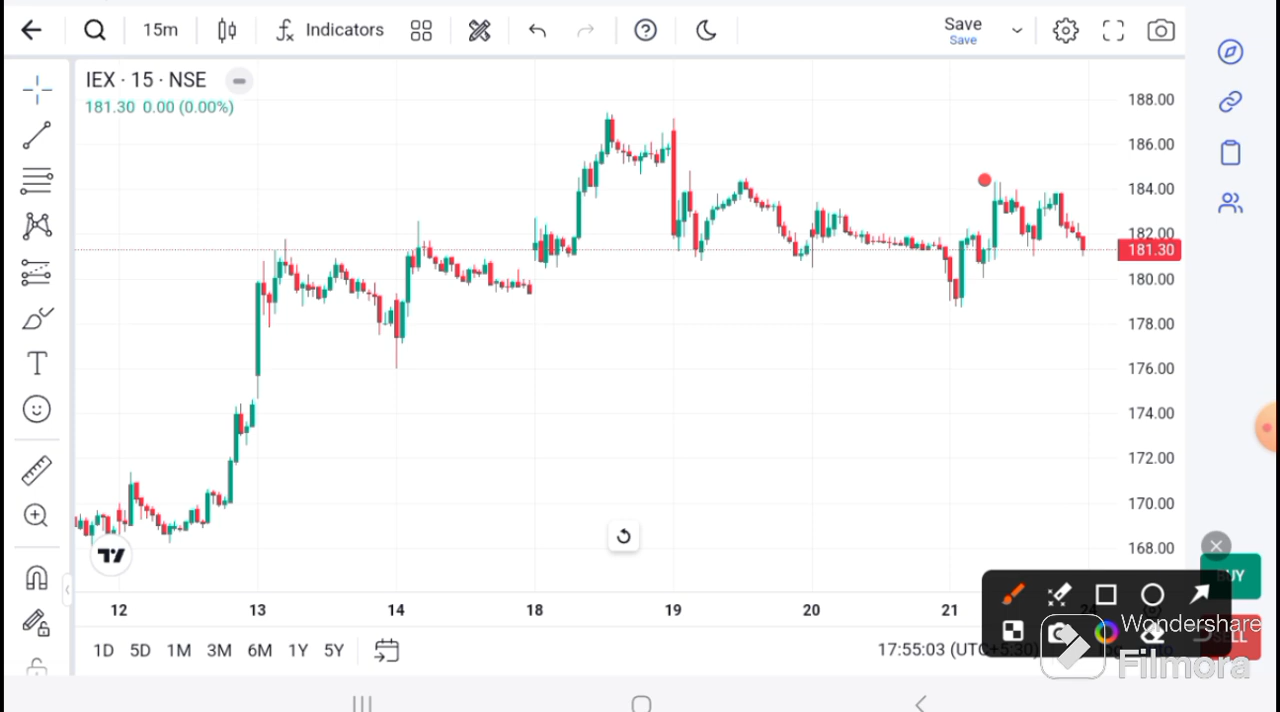 15m
Indicators
Save
Save
IEX · 15 · NSE
181.30 0.00 (0.00%)
188.00
186.00
184.00
182.00
181.30
180.00
178.00
176.00
174.00
172.00
170.00
168.00
BUY
12 13 14 18 19 20 21 24
Wondershare
1D 5D 1M 3M 6M 1Y 5Y
17:55:03 (UTC+5:30)
SELL
Filmora